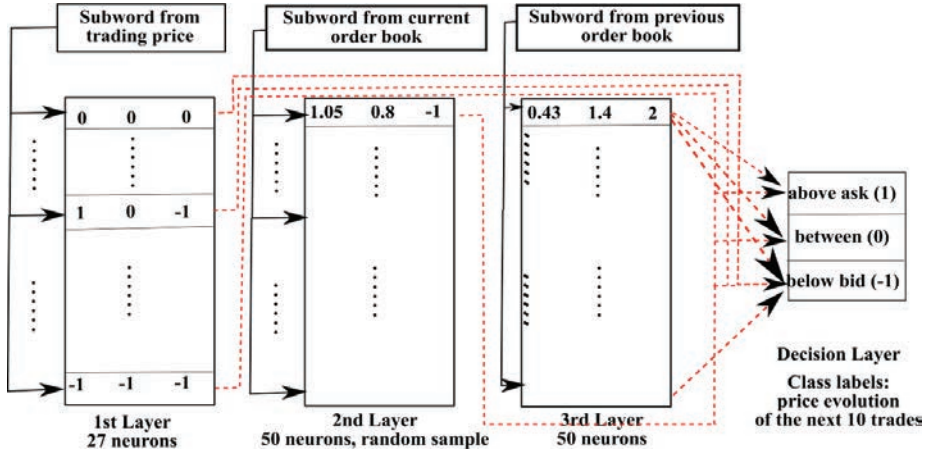 Subword from
trading price
Subword from current
order book
Subword from previous
order book
0 0 0
1 0 -1
-1 -1 -1
1.05 0.8 -1
0.43 1.4 2
above ask (1)
between (0)
below bid (-1)
1st Layer
27 neurons
2nd Layer
50 neurons, random sample
3rd Layer
50 neurons
Decision Layer
Class labels:
price evolution
of the next 10 trades